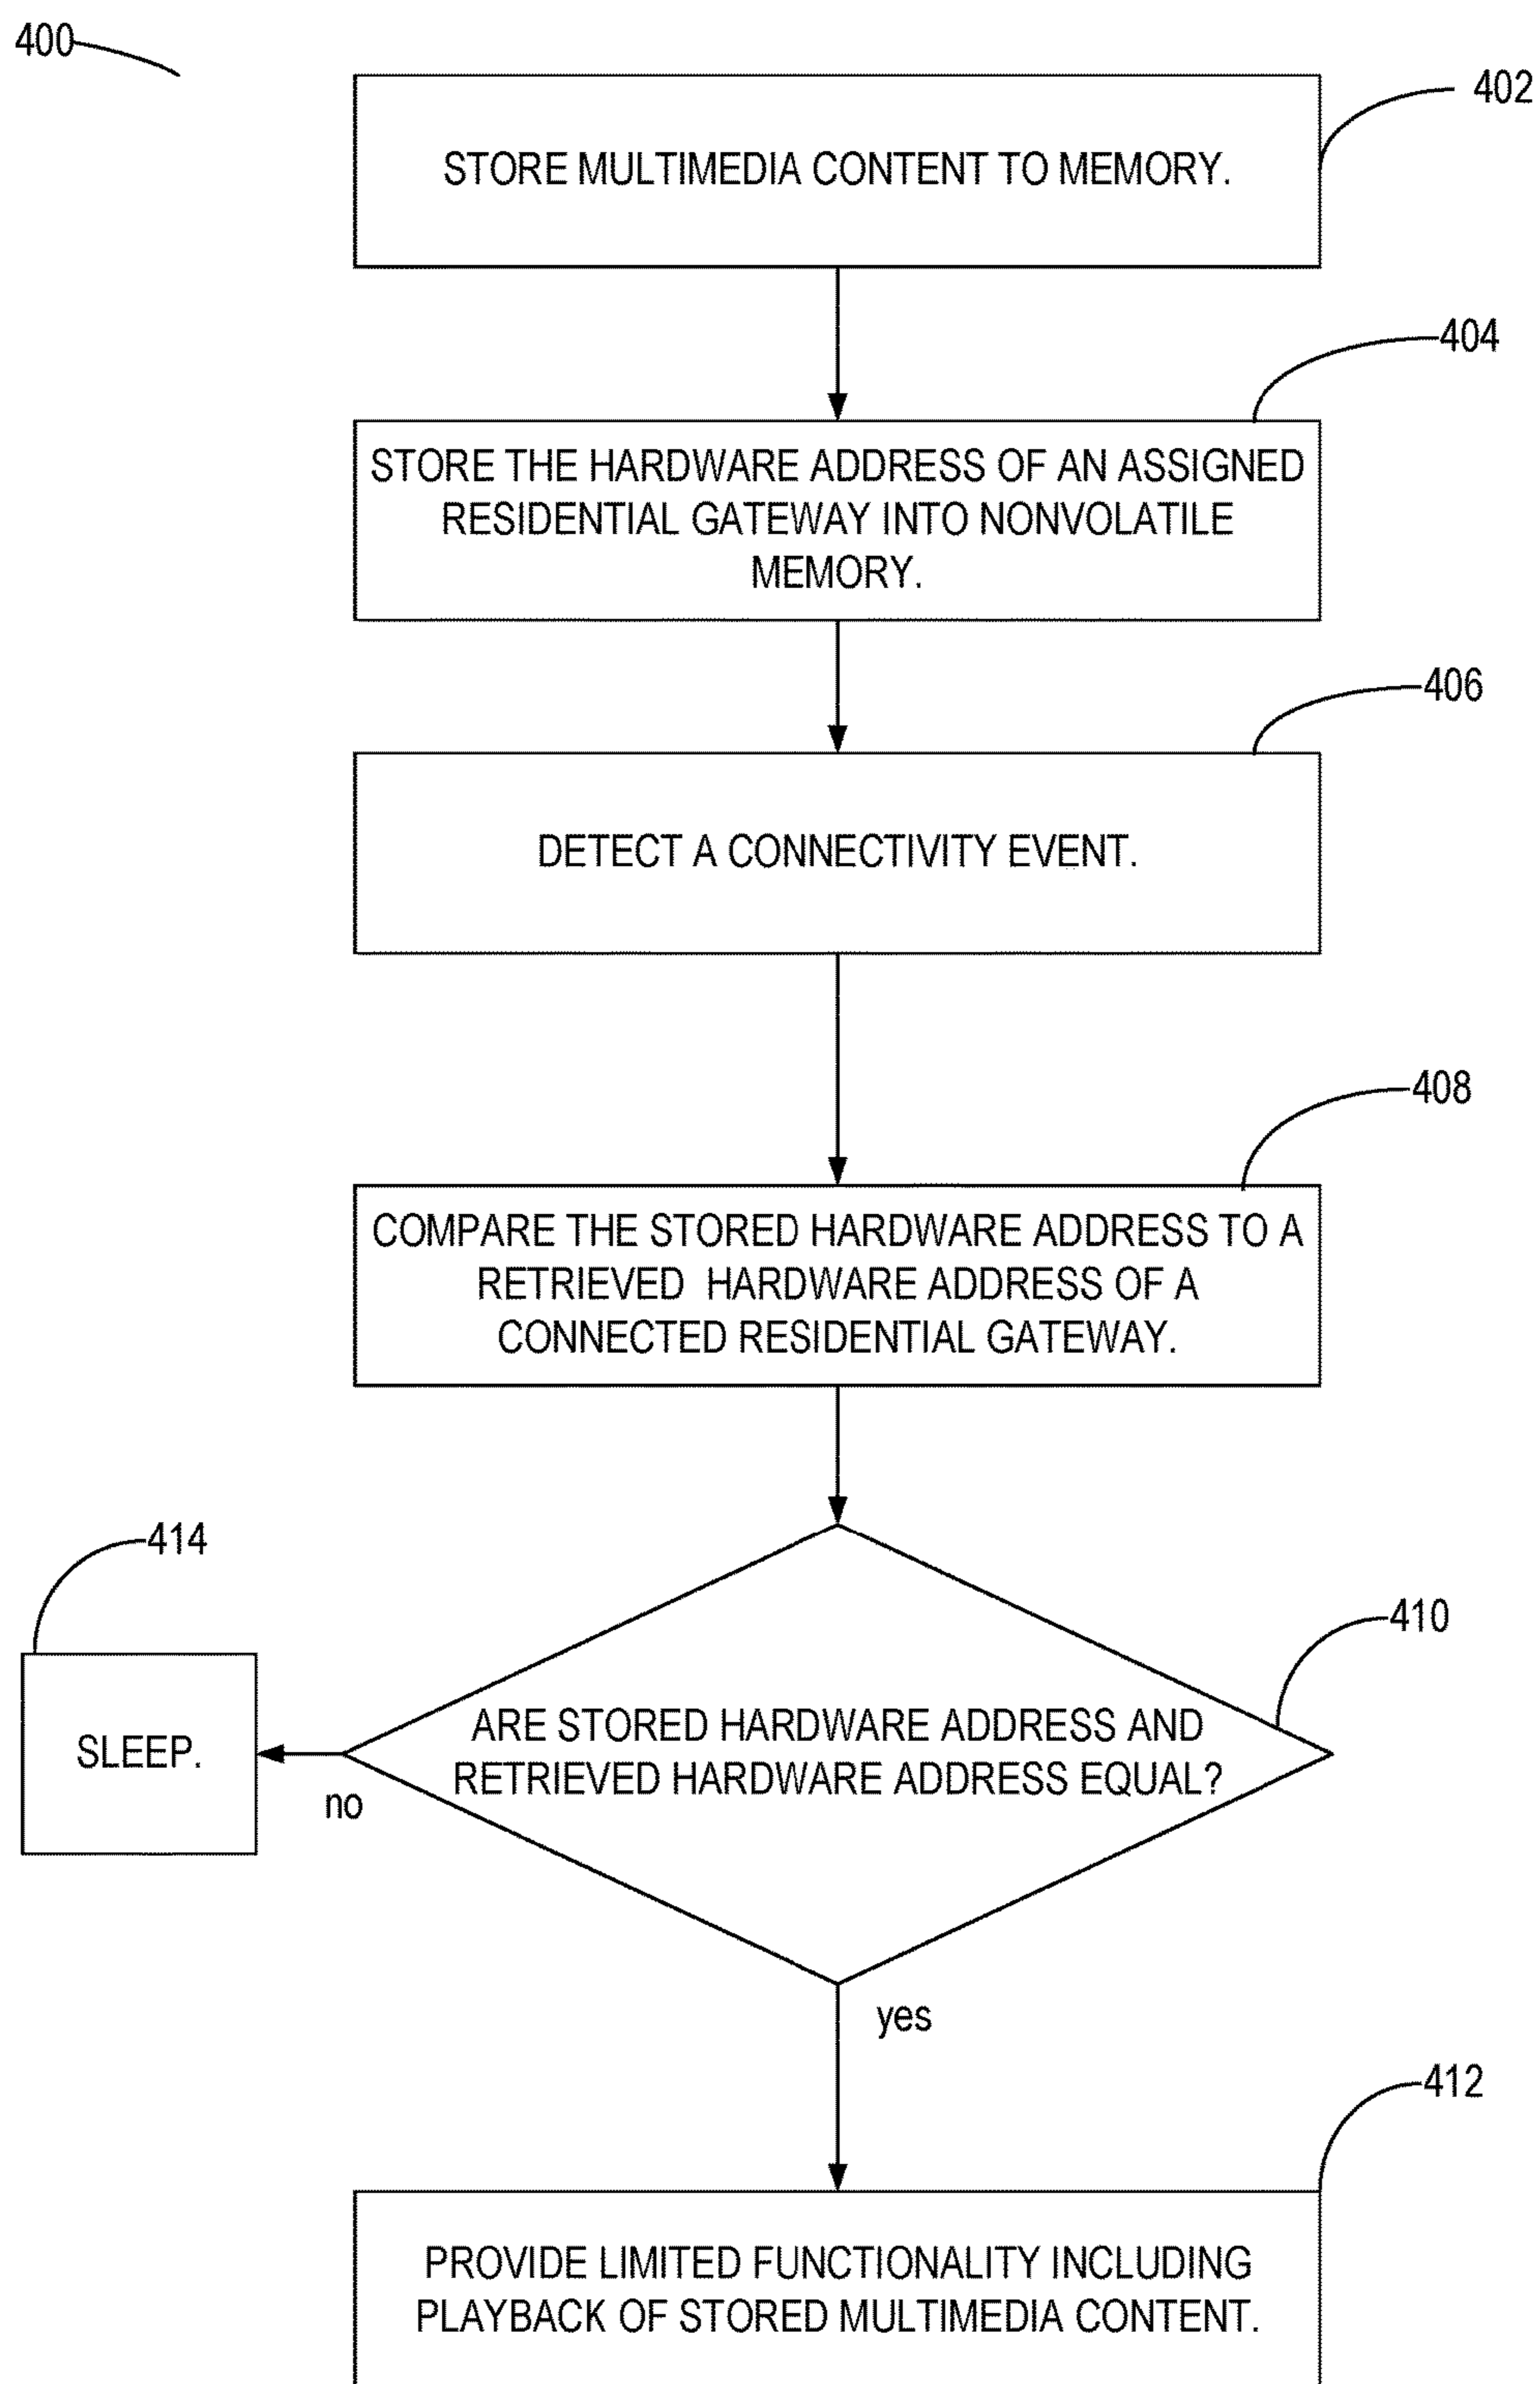 400
402
STORE MULTIMEDIA CONTENT TO MEMORY.
404
STORE THE HARDWARE ADDRESS OF AN ASSIGNED
RESIDENTIAL GATEWAY INTO NONVOLATILE
MEMORY.
406
DETECT A CONNECTIVITY EVENT.
408
COMPARE THE STORED HARDWARE ADDRESS TO A
RETRIEVED HARDWARE ADDRESS OF A
CONNECTED RESIDENTIAL GATEWAY.
414
410
ARE STORED HARDWARE ADDRESS AND
RETRIEVED HARDWARE ADDRESS EQUAL?
SLEEP.
no
yes
412
PROVIDE LIMITED FUNCTIONALITY INCLUDING
PLAYBACK OF STORED MULTIMEDIA CONTENT.